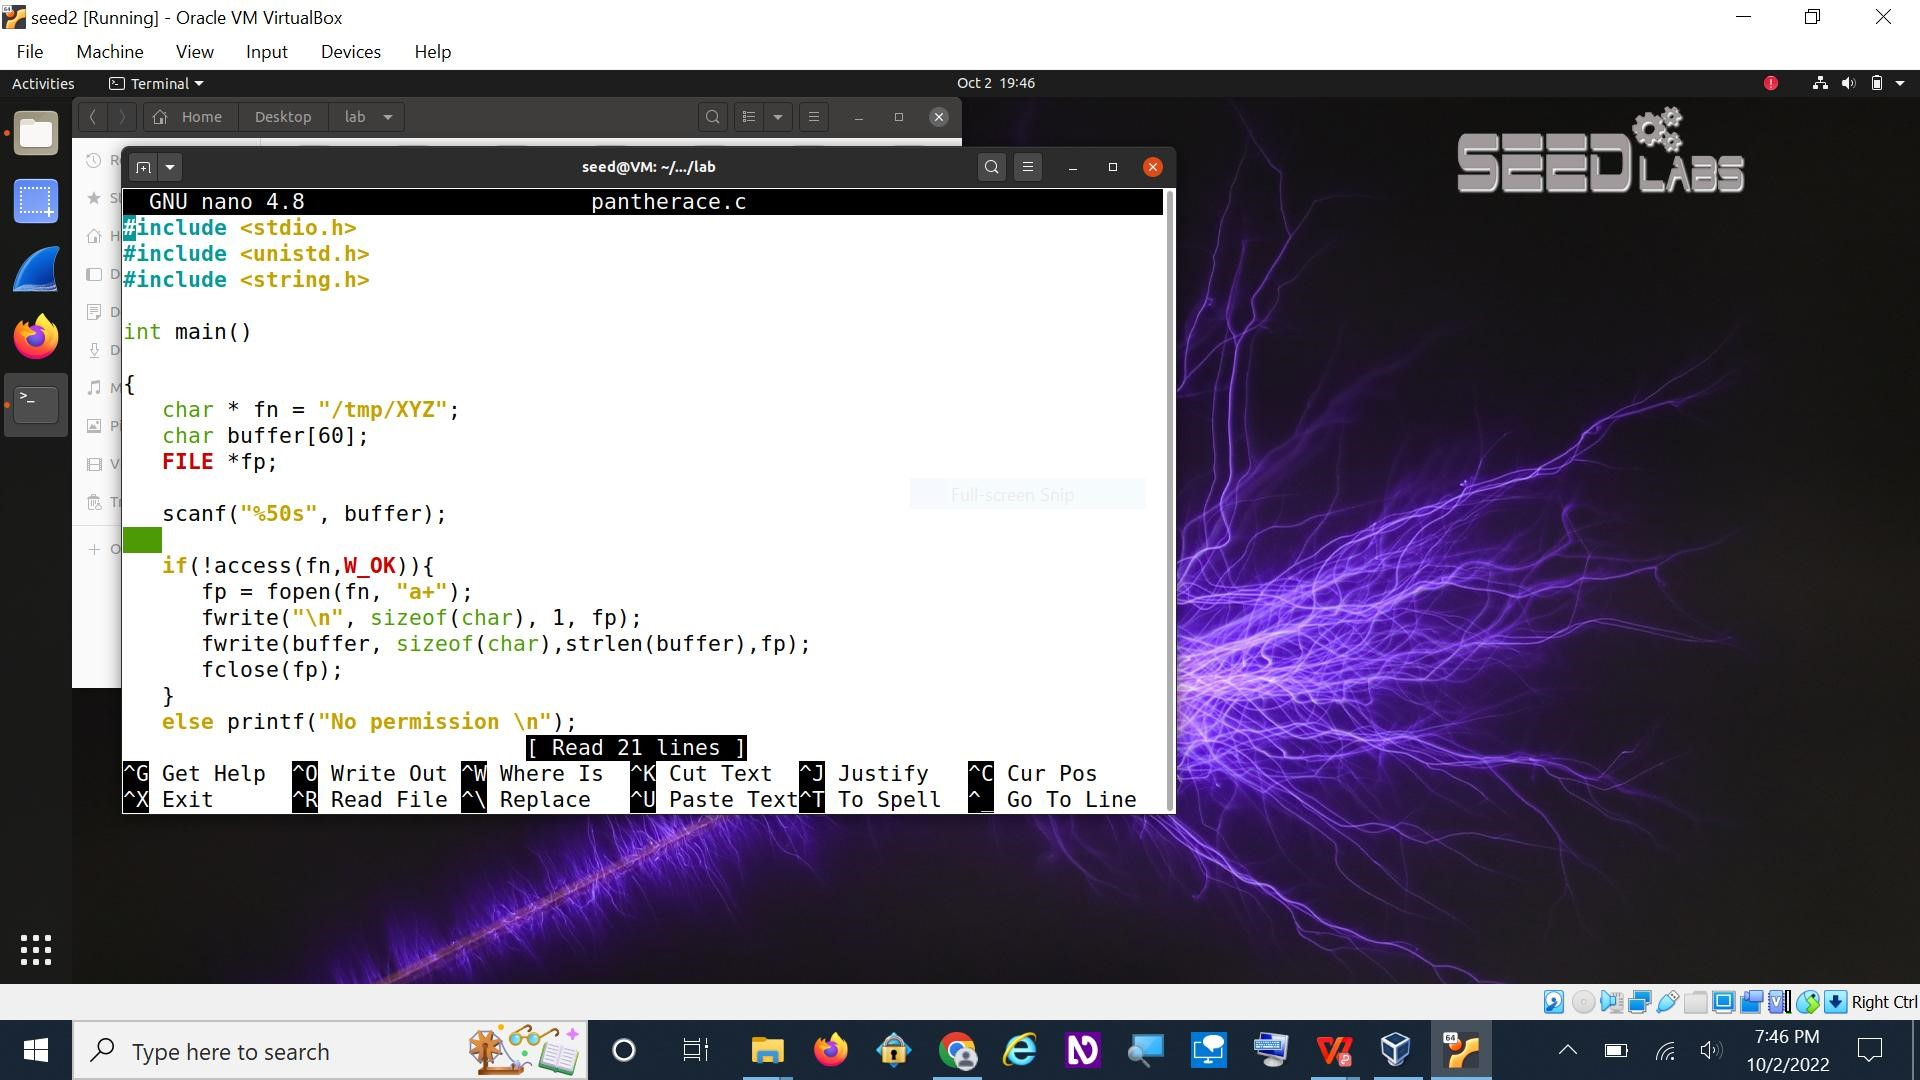 seed2 [Running] - Oracle VM VirtualBox
File Machine View Input Devices Help
Activities Terminal Oct 2 19:46
Home Desktop lab
SEEDLABS
seed@VM: ~/.../lab
GNU nano 4.8 pantherace.c
#include <stdio.h>
#include <unistd.h>
#include <string.h>
int main()
{
char * fn = "/tmp/XYZ";
char buffer[60];
FILE *fp;
Full-screen Snip
scanf("%50s", buffer);
if(!access(fn,W_OK)){
fp = fopen(fn, "a+");
fwrite("\n", sizeof(char), 1, fp);
fwrite(buffer, sizeof(char),strlen(buffer),fp);
fclose(fp);
}
else printf("No permission \n");
[ Read 21 lines ]
^G Get Help ^O Write Out ^W Where Is ^K Cut Text ^J Justify ^C Cur Pos
^X Exit ^R Read File ^\ Replace ^U Paste Text ^T To Spell ^_ Go To Line
Right Ctrl
Type here to search
7:46 PM
10/2/2022